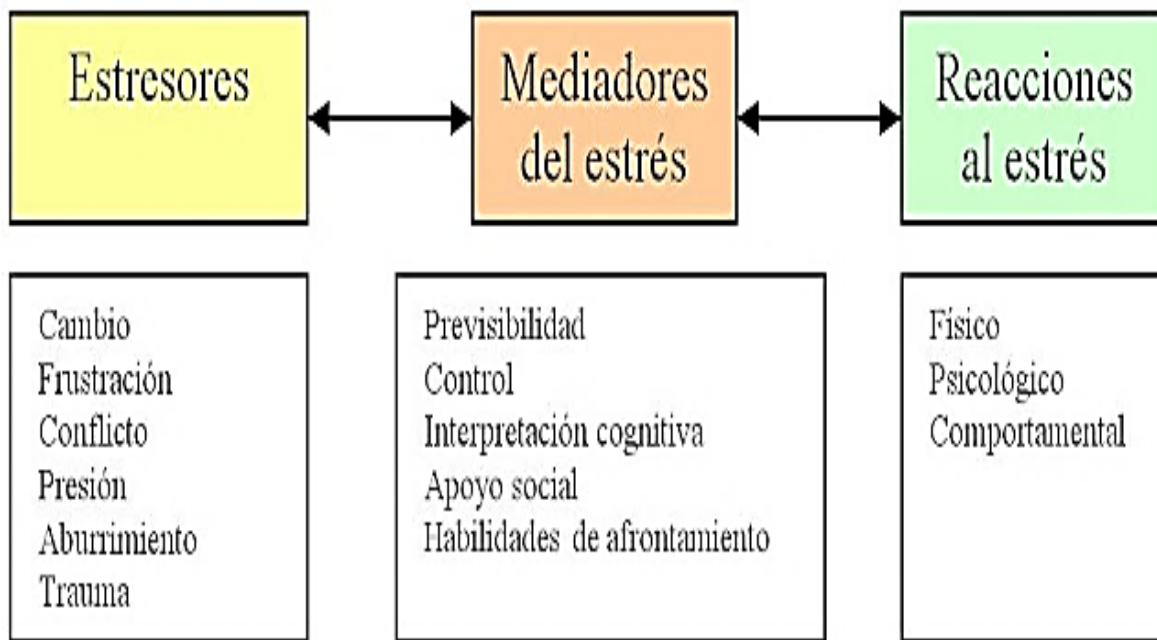 Estresores
Mediadores
del estrés
Reacciones
al estrés
Cambio
Frustración
Conflicto
Presión
Aburrimiento
Trauma
Previsibilidad
Control
Interpretación cognitiva
Apoyo social
Habilidades de afrontamiento
Físico
Psicológico
Comportamental